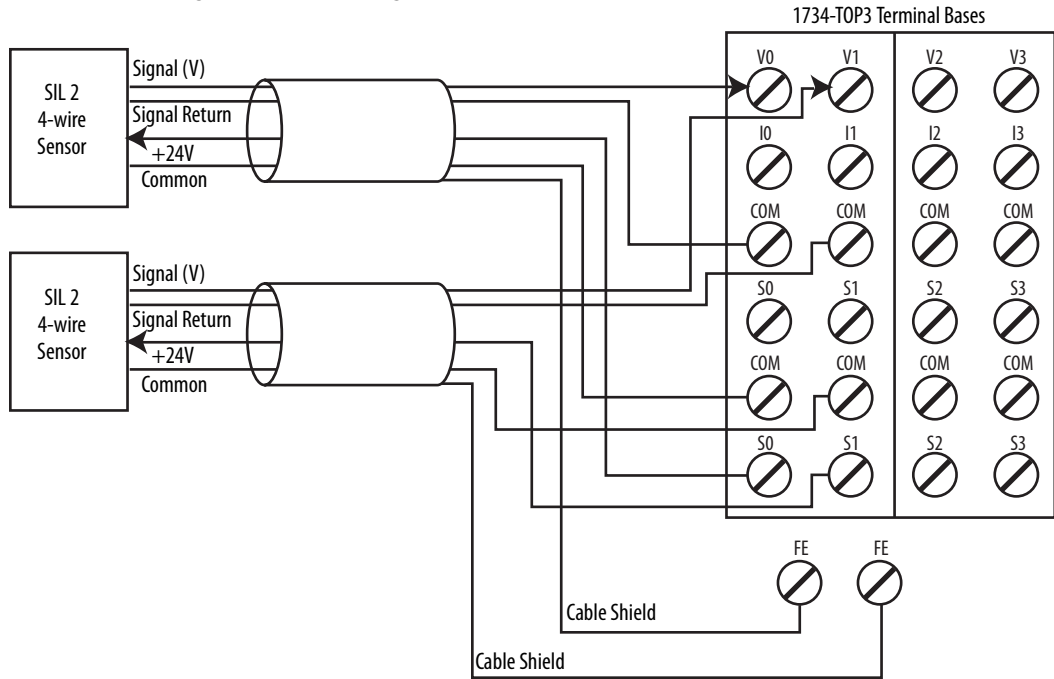 1734-TOP3 Terminal Bases
SIL 2
4-wire
Sensor
Signal (V)
Signal Return
+24V
Common
SIL 2
4-wire
Sensor
Signal (V)
Signal Return
+24V
Common
V0 V1 V2 V3
I0 I1 I2 I3
COM COM COM COM
S0 S1 S2 S3
COM COM COM COM
S0 S1 S2 S3
FE FE
Cable Shield
Cable Shield